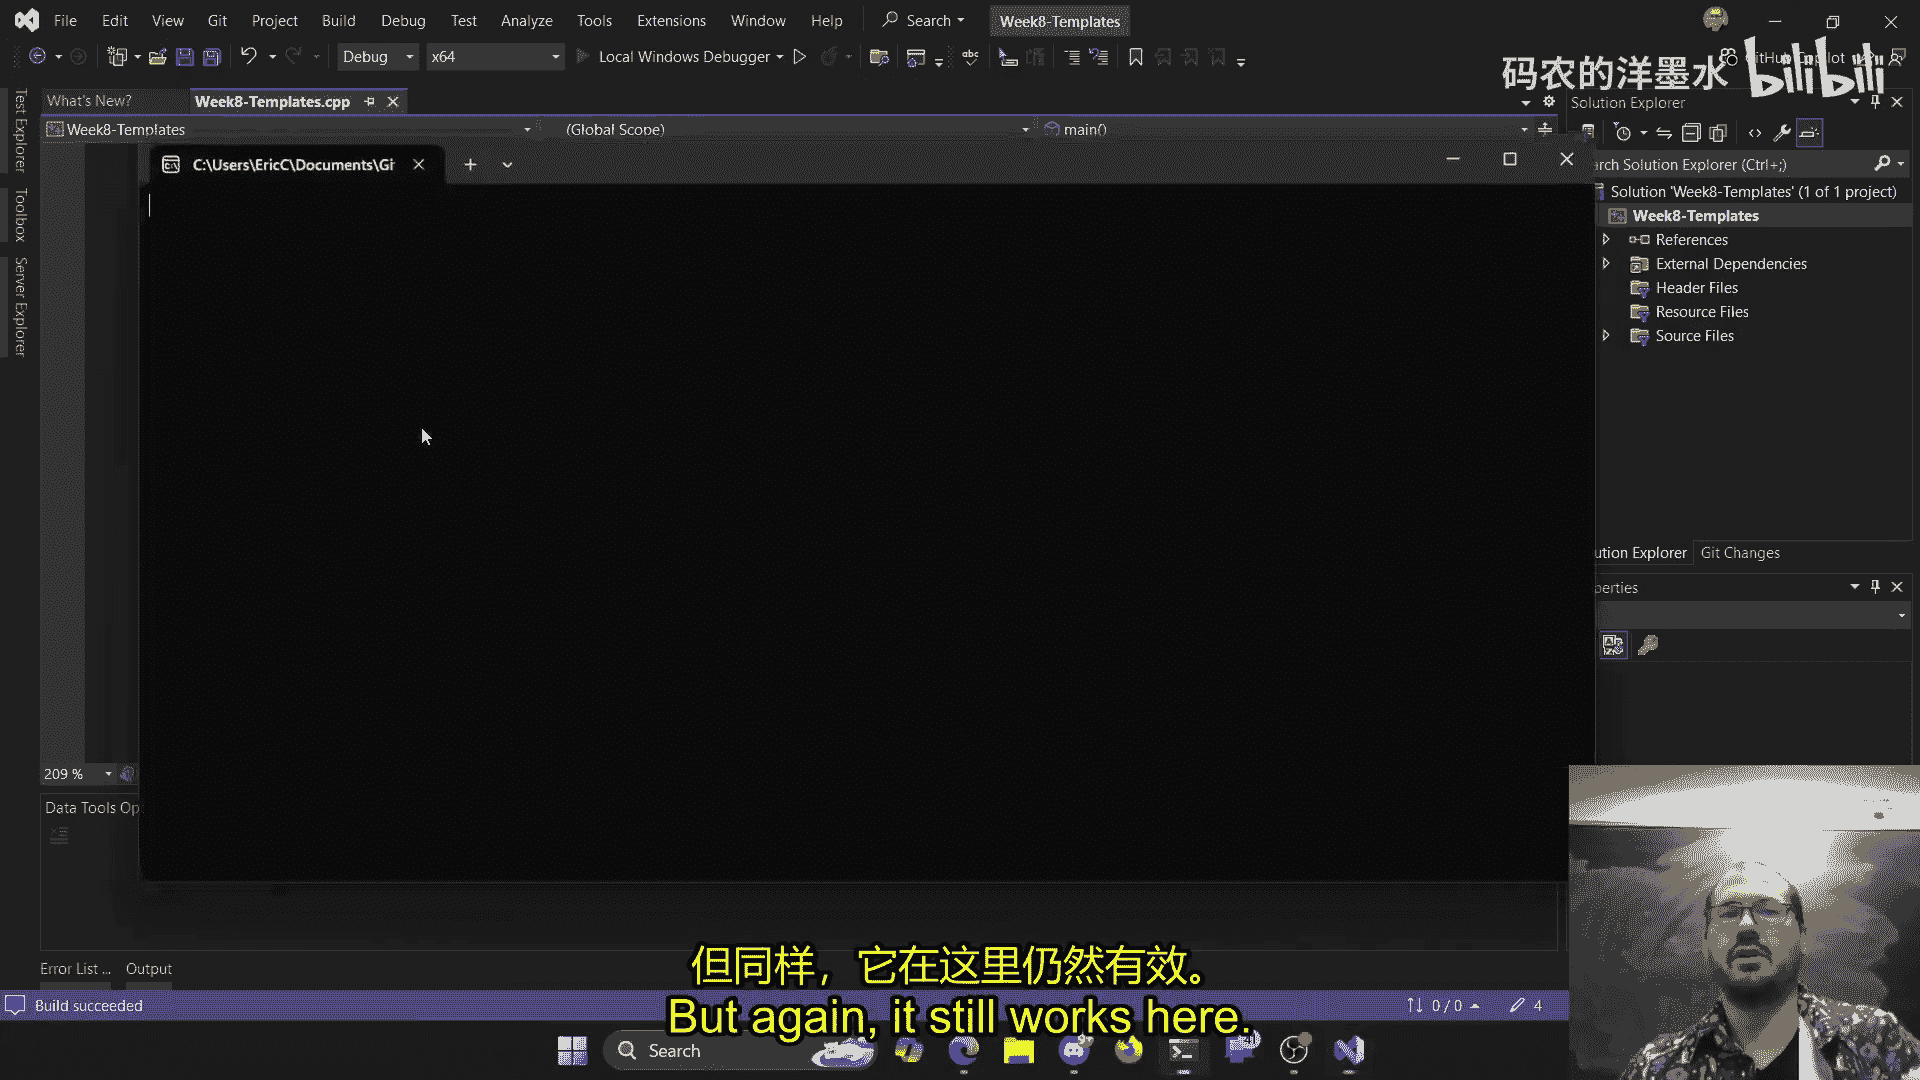 File Edit View Git Project Build Debug Test Analyze Tools Extensions Window Help Search Week8-Templates
Debug x64 Local Windows Debugger GitHub Copilot
码农的洋墨水 bilibili
What's New? Week8-Templates.cpp Solution Explorer
Week8-Templates (Global Scope) main()
C:\Users\EricC\Documents\Gi
rch Solution Explorer (Ctrl+;)
Solution 'Week8-Templates' (1 of 1 project)
Week8-Templates
References
External Dependencies
Header Files
Resource Files
Source Files
Test Explorer
Toolbox
Server Explorer
ution Explorer Git Changes
perties
209 %
Data Tools Op
Error List ... Output
Build succeeded 0 / 0 4
但同样，它在这里仍然有效。
But again, it still works here.
Search